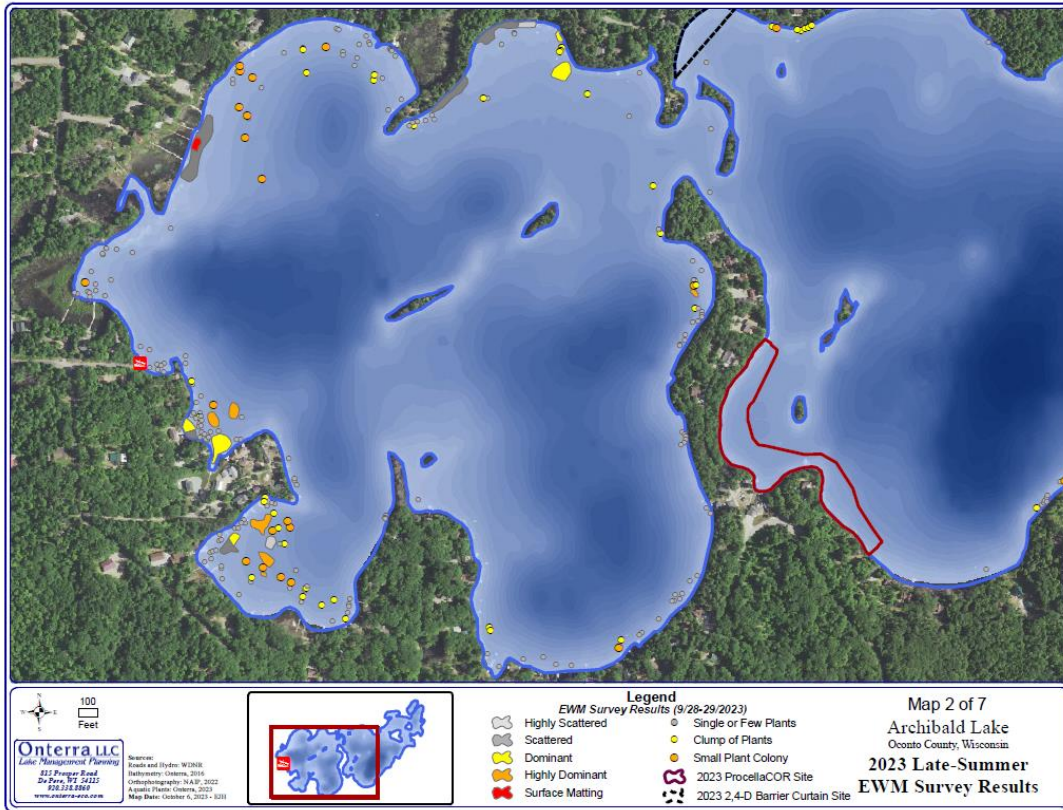 100
Feet
Onterra, LLC
Lake Management Planning
815 Prosper Road
De Pere, WI 54115
920.338.8860
www.onterra-eco.com
Sources:
Roads and Hydro: WDNR
Bathymetry: Onterra, 2016
Orthophotography: NAIP, 2022
Aquatic Plants: Onterra, 2023
Map Date: October 6, 2023 - EJH
Legend
EWM Survey Results (9/28-29/2023)
Highly Scattered
Scattered
Dominant
Highly Dominant
Surface Matting
Single or Few Plants
Clump of Plants
Small Plant Colony
2023 ProcellaCOR Site
2023 2,4-D Barrier Curtain Site
Map 2 of 7
Archibald Lake
Oconto County, Wisconsin
2023 Late-Summer
EWM Survey Results